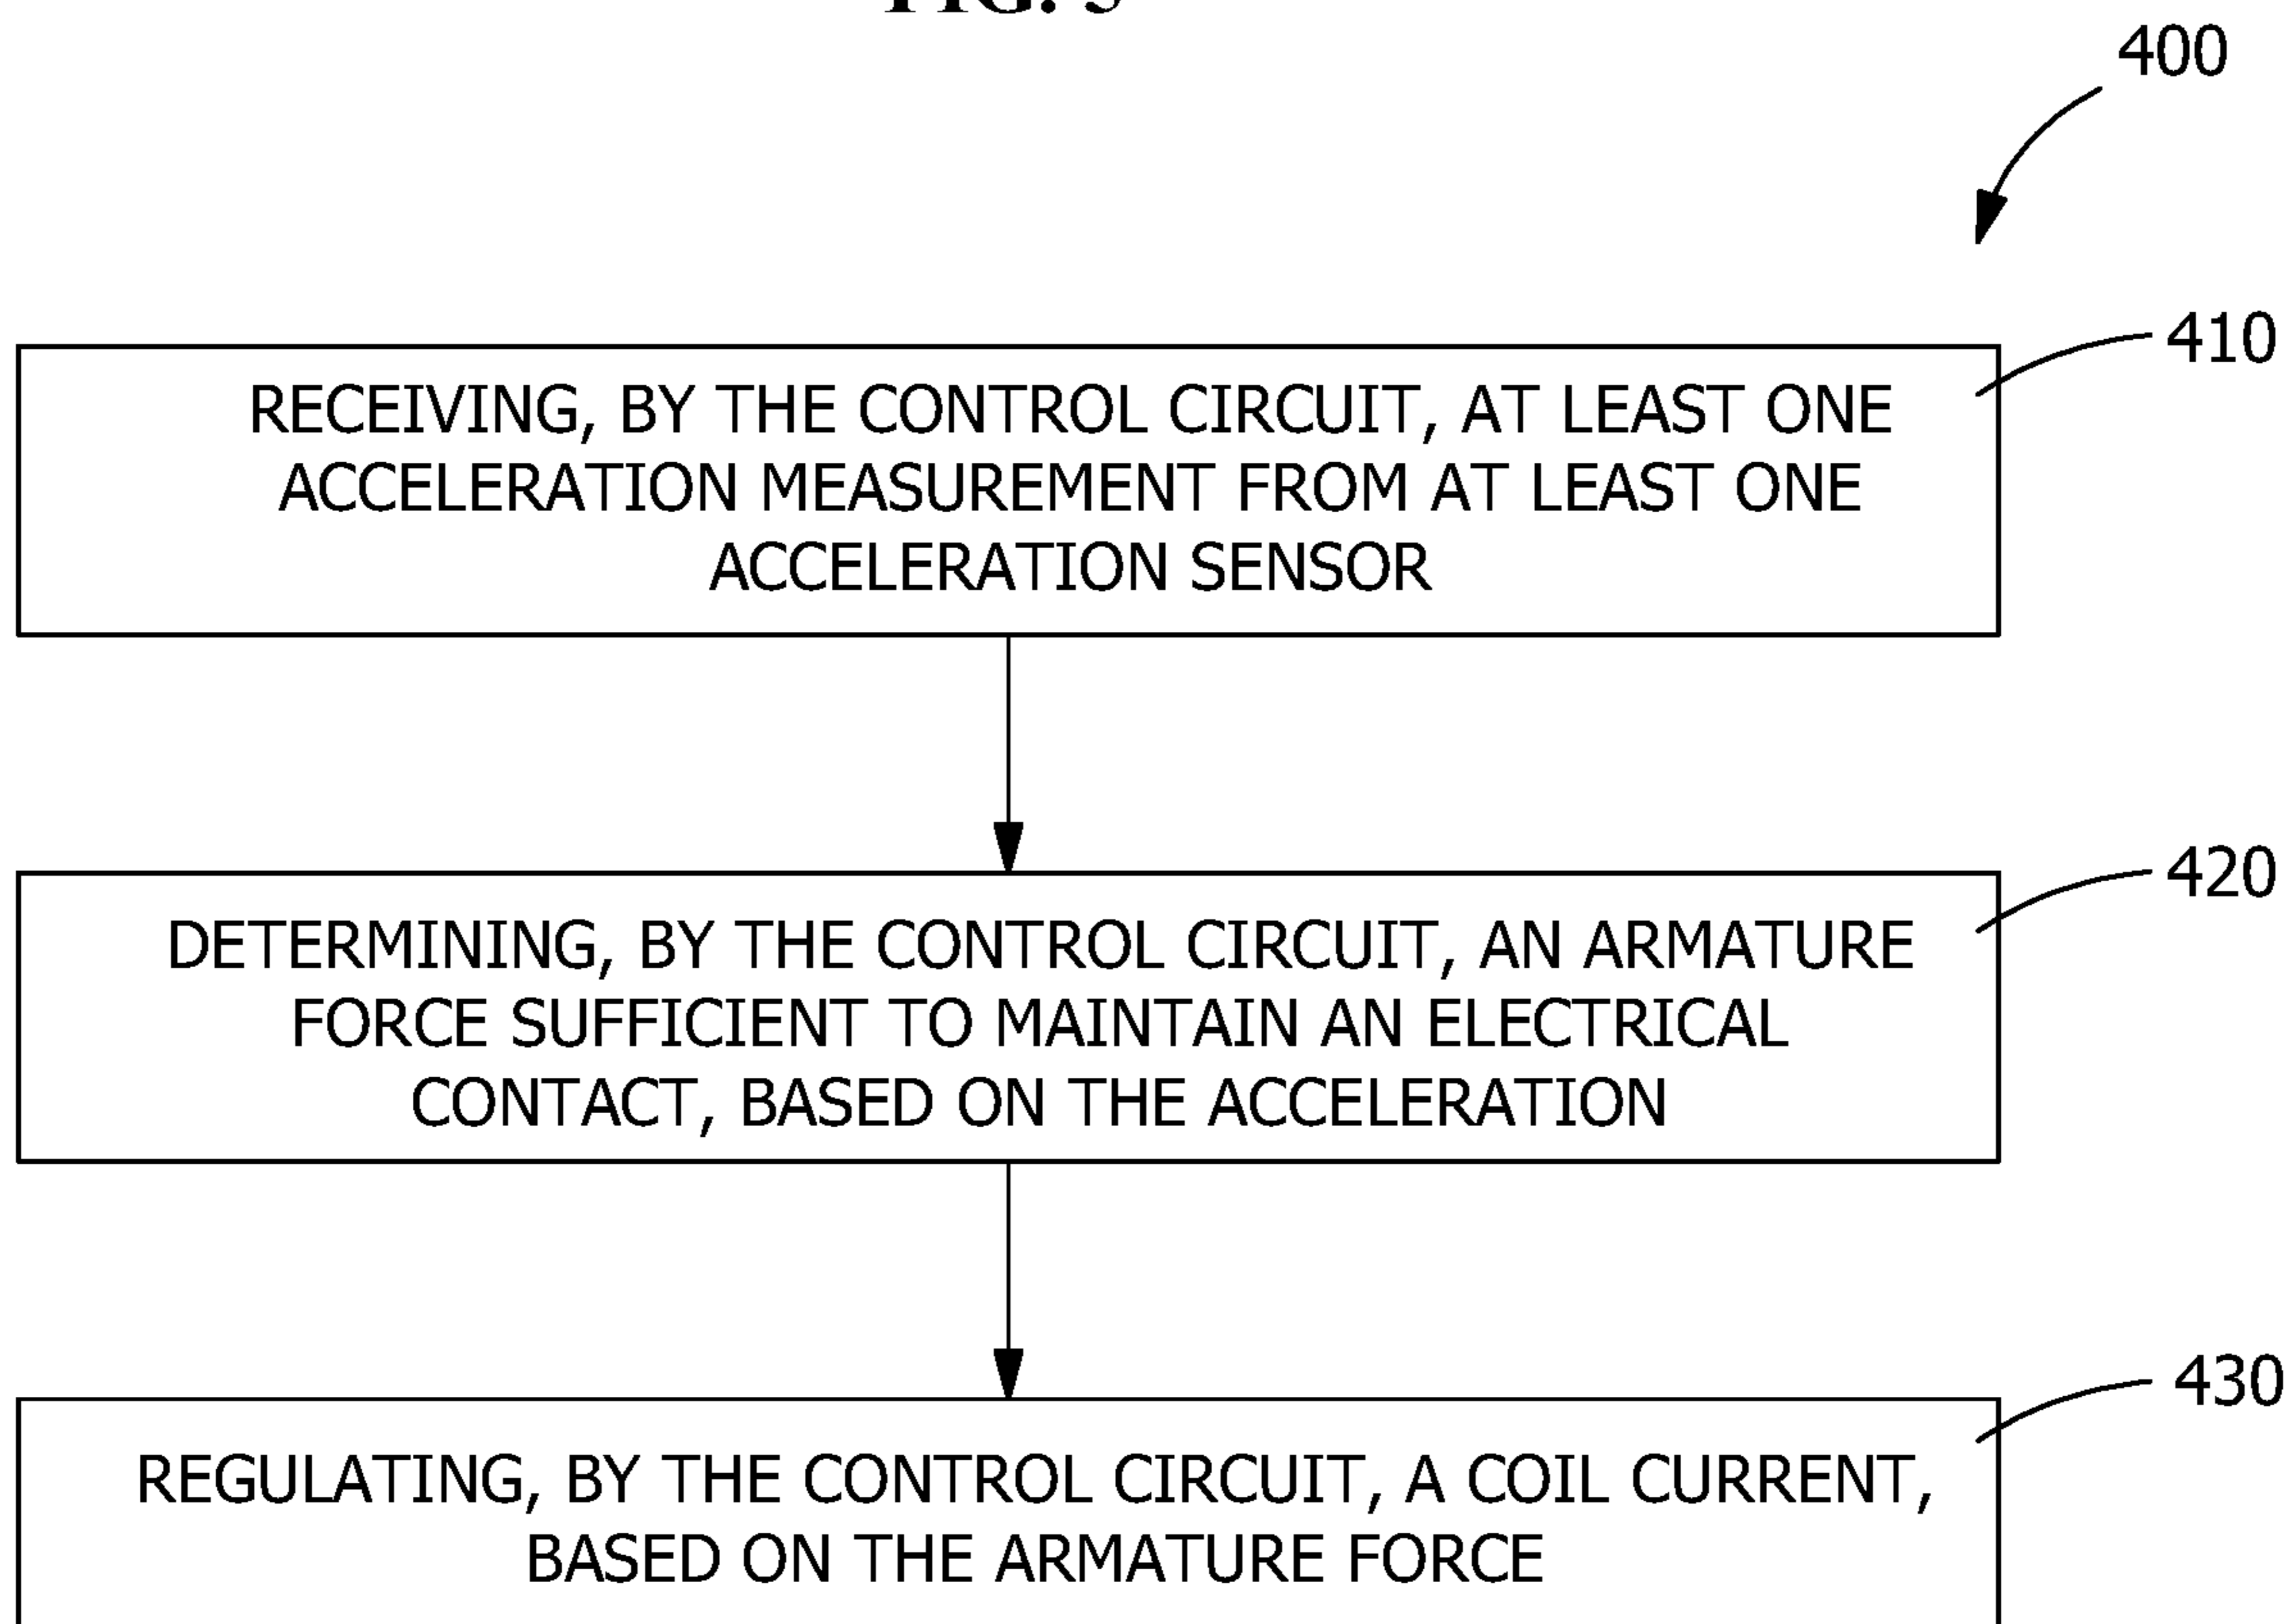 FIG. 3
400
410
RECEIVING, BY THE CONTROL CIRCUIT, AT LEAST ONE
ACCELERATION MEASUREMENT FROM AT LEAST ONE
ACCELERATION SENSOR
420
DETERMINING, BY THE CONTROL CIRCUIT, AN ARMATURE
FORCE SUFFICIENT TO MAINTAIN AN ELECTRICAL
CONTACT, BASED ON THE ACCELERATION
430
REGULATING, BY THE CONTROL CIRCUIT, A COIL CURRENT,
BASED ON THE ARMATURE FORCE